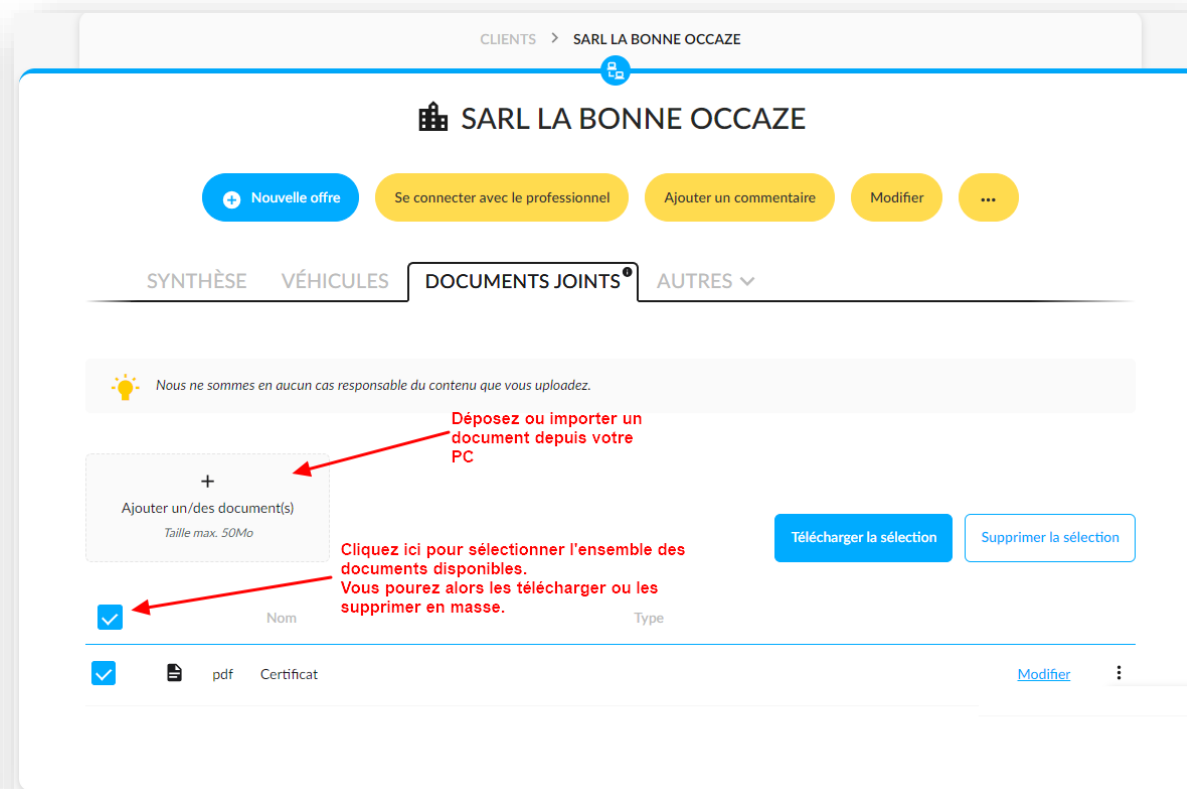 CLIENTS > SARL LA BONNE OCCAZE
SARL LA BONNE OCCAZE
Nouvelle offre
Se connecter avec le professionnel
Ajouter un commentaire
Modifier
...
SYNTHÈSE
VÉHICULES
DOCUMENTS JOINTS
AUTRES
Nous ne sommes en aucun cas responsable du contenu que vous uploadez.
Déposez ou importer un
document depuis votre
PC
+
Ajouter un/des document(s)
Taille max. 50Mo
Télécharger la sélection
Supprimer la sélection
Cliquez ici pour sélectionner l'ensemble des
documents disponibles.
Vous pourez alors les télécharger ou les
supprimer en masse.
Nom
Type
pdf
Certificat
Modifier